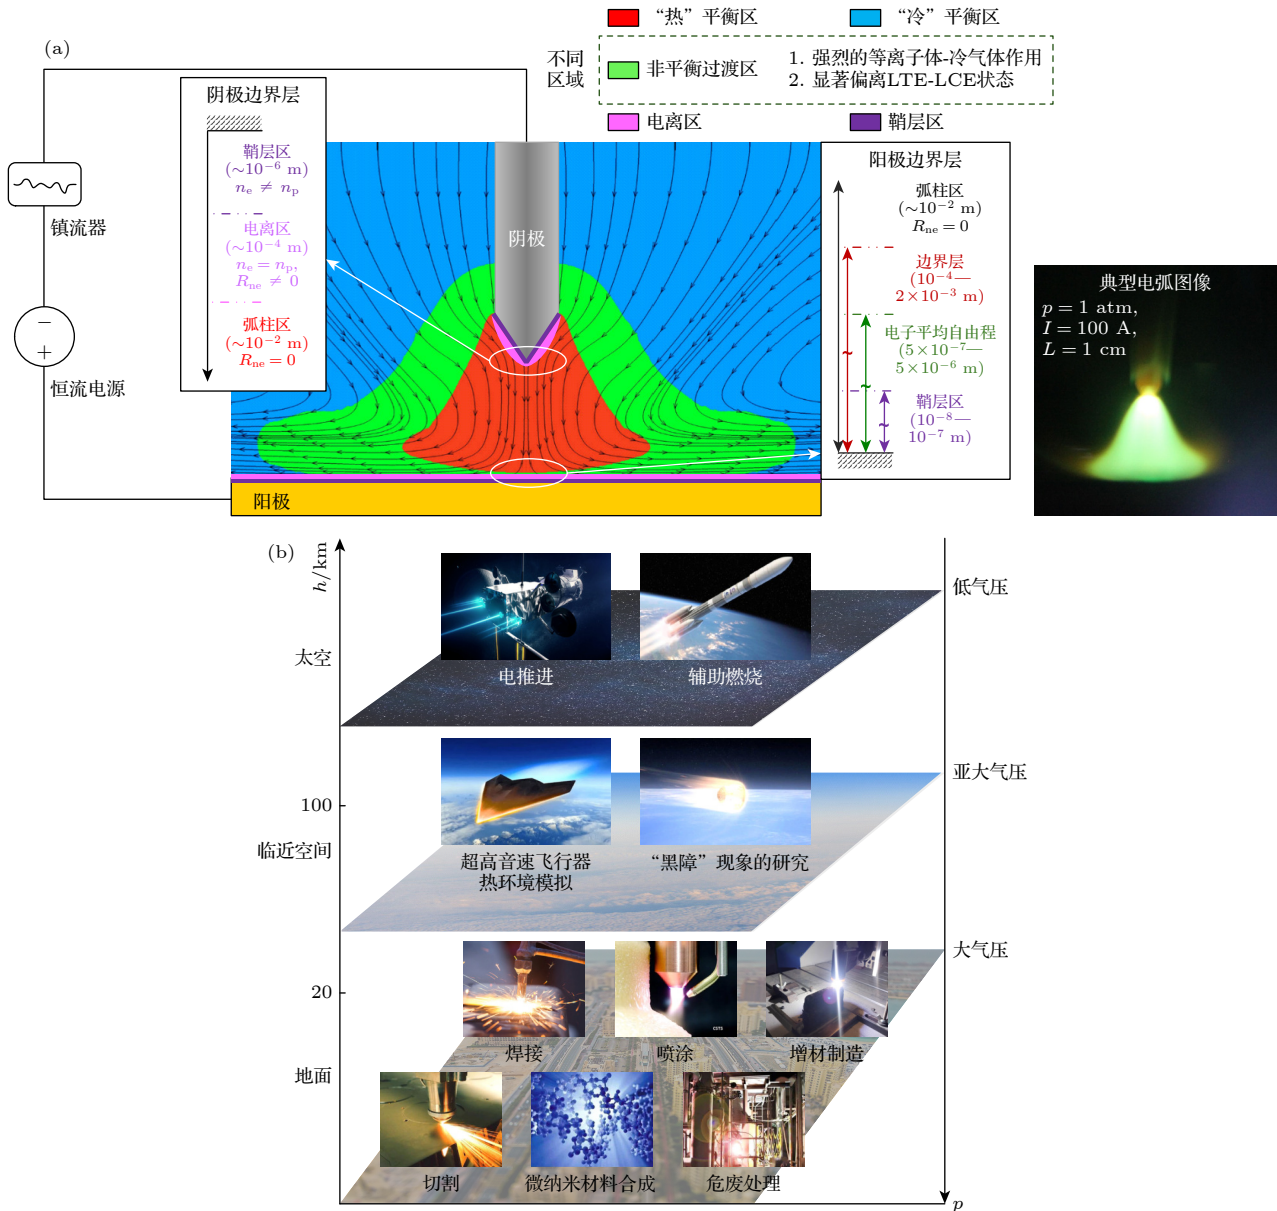 (a)
“热”平衡区
“冷”平衡区
不同
区域
非平衡过渡区
1. 强烈的等离子体-冷气体作用
2. 显著偏离LTE-LCE状态
电离区
鞘层区
镇流器
−
+
恒流电源
阴极边界层
鞘层区
(~10⁻⁶ m)
nₑ ≠ nₚ
电离区
(~10⁻⁴ m)
nₑ = nₚ,
Rₙₑ ≠ 0
弧柱区
(~10⁻² m)
Rₙₑ = 0
阴极
阳极
阳极边界层
弧柱区
(~10⁻² m)
Rₙₑ = 0
边界层
(10⁻⁴—
2×10⁻³ m)
电子平均自由程
(5×10⁻⁷—
5×10⁻⁶ m)
鞘层区
(10⁻⁸—
10⁻⁷ m)
典型电弧图像
p = 1 atm,
I = 100 A,
L = 1 cm
(b)
h/km
低气压
太空
电推进
辅助燃烧
亚大气压
100
临近空间
超高音速飞行器
热环境模拟
“黑障”现象的研究
大气压
20
焊接
喷涂
增材制造
地面
切割
微纳米材料合成
危废处理
p